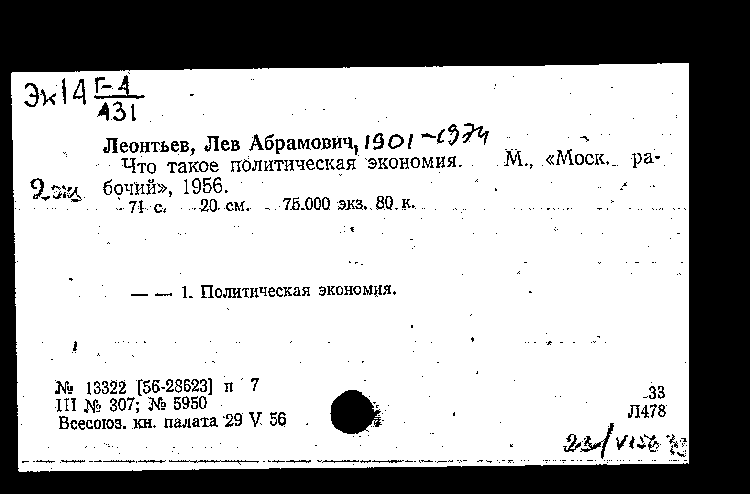 Эк14 Г-4
431
Леонтьев, Лев Абрамович, 1901-1974
Что такое политическая экономия. М., «Моск. ра-
2 экз бочий», 1956.
71 с. 20 см. 75.000 экз. 80 к.
— — 1. Политическая экономия.
№ 13322 [56-28623] п 7
III № 307; № 5950
Всесоюз. кн. палата 29 V 56
33
Л478